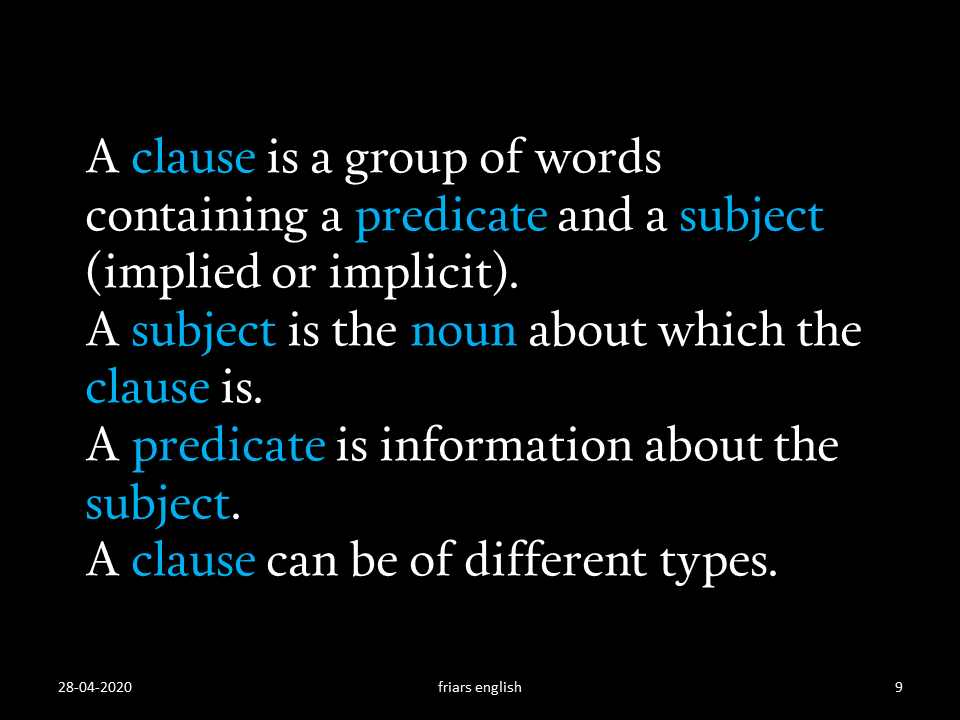 A clause is a group of words
containing a predicate and a subject
(implied or implicit).
A subject is the noun about which the
clause is.
A predicate is information about the
subject.
A clause can be of different types.
28-04-2020
friars english
9